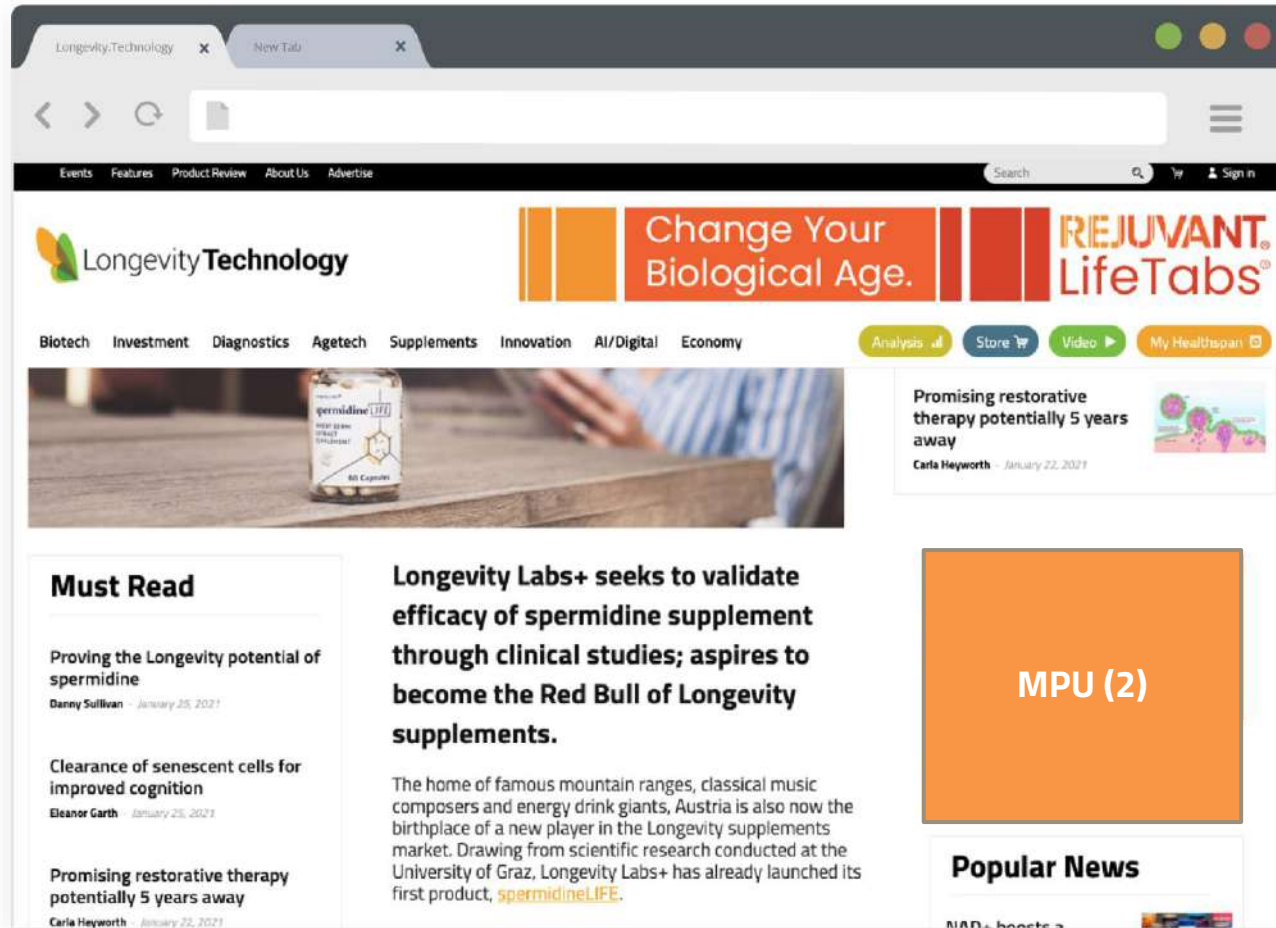 Longevity.Technology
New Tab
Events Features Product Review About Us Advertise
Search
Sign in
LongevityTechnology
Change Your
Biological Age.
REJUVANT®
LifeTabs®
Biotech Investment Diagnostics Agetech Supplements Innovation AI/Digital Economy
Analysis
Store
Video
My Healthspan
spermidine LIFE
60 Capsules
Promising restorative
therapy potentially 5 years
away
Carla Heyworth - January 22, 2021
Must Read
Proving the Longevity potential of
spermidine
Danny Sullivan - January 25, 2021
Clearance of senescent cells for
improved cognition
Eleanor Garth - January 25, 2021
Promising restorative therapy
potentially 5 years away
Carla Heyworth - January 22, 2021
Longevity Labs+ seeks to validate
efficacy of spermidine supplement
through clinical studies; aspires to
become the Red Bull of Longevity
supplements.
The home of famous mountain ranges, classical music
composers and energy drink giants, Austria is also now the
birthplace of a new player in the Longevity supplements
market. Drawing from scientific research conducted at the
University of Graz, Longevity Labs+ has already launched its
first product, spermidineLIFE.
MPU (2)
Popular News
NAD+ boosts a